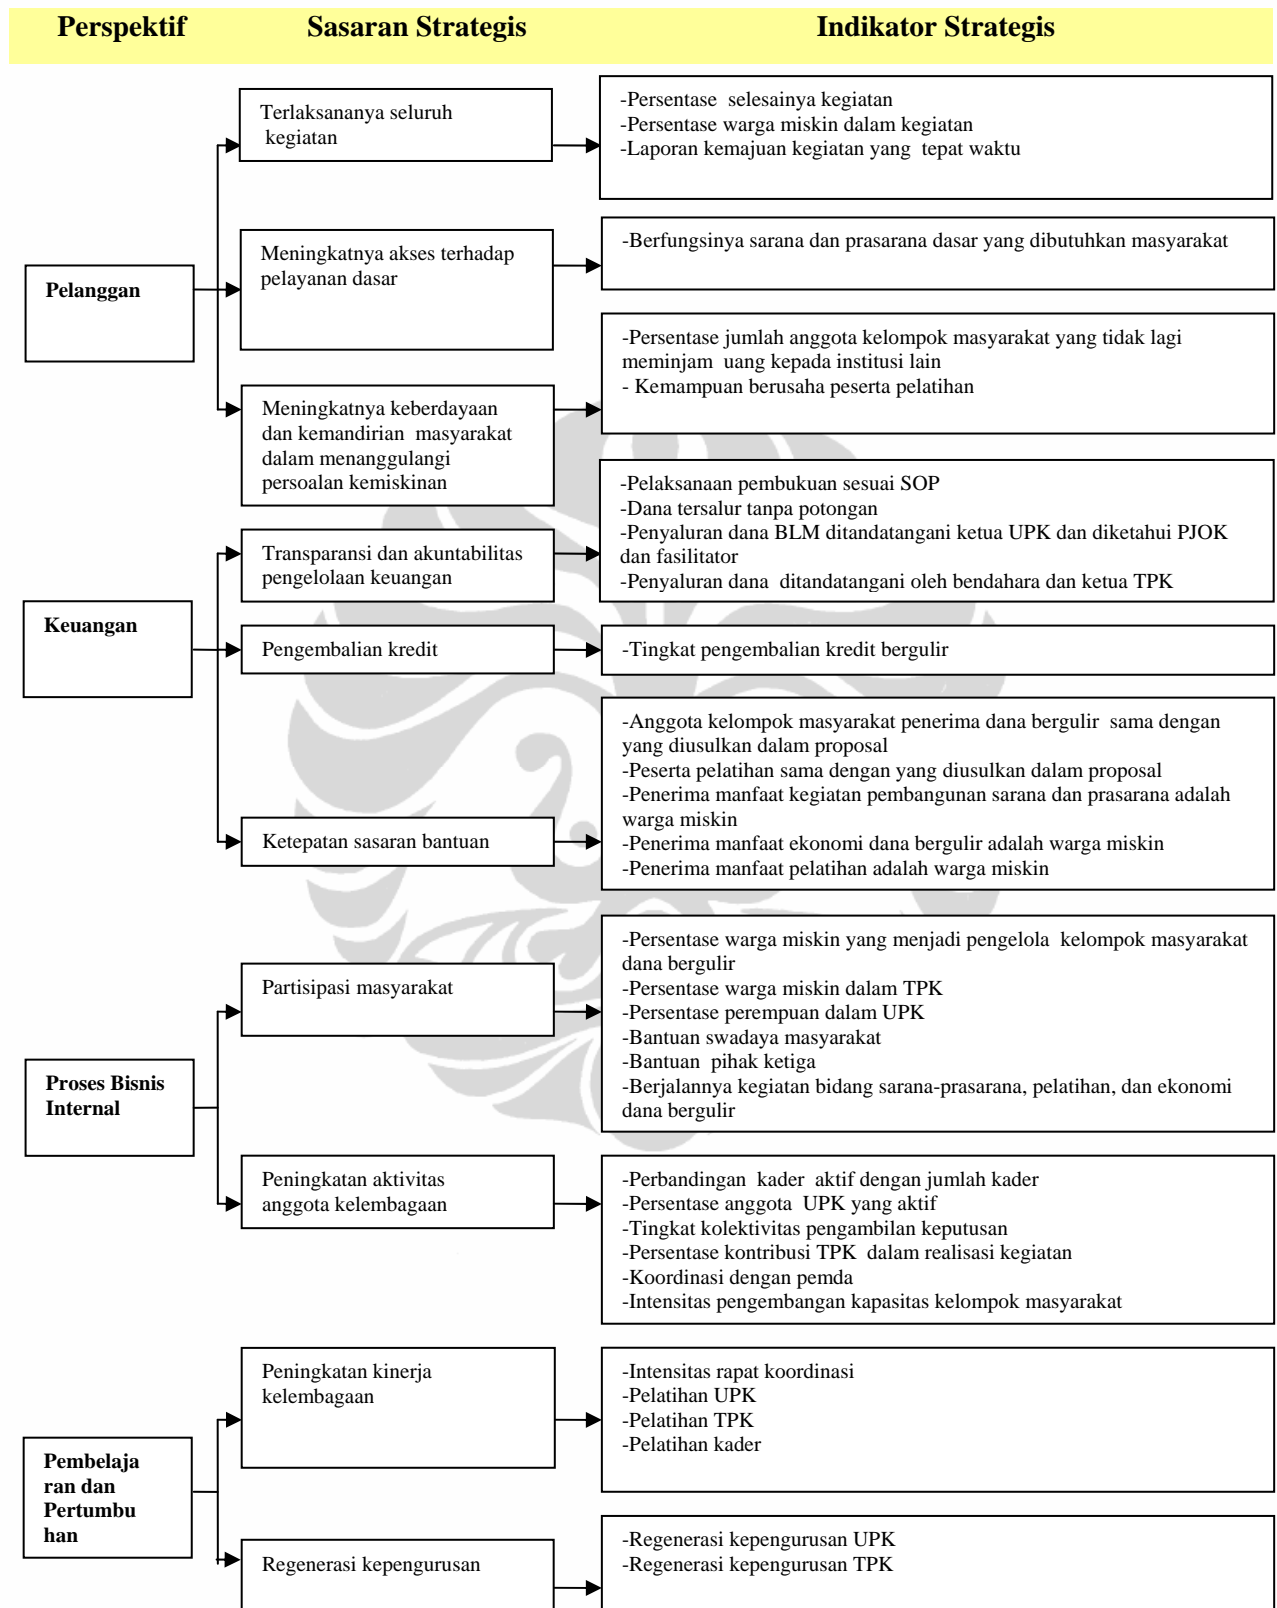 Perspektif Sasaran Strategis Indikator Strategis
Pelanggan
Terlaksananya seluruh
kegiatan
-Persentase selesainya kegiatan
-Persentase warga miskin dalam kegiatan
-Laporan kemajuan kegiatan yang tepat waktu
Meningkatnya akses terhadap
pelayanan dasar
-Berfungsinya sarana dan prasarana dasar yang dibutuhkan masyarakat
Meningkatnya keberdayaan
dan kemandirian masyarakat
dalam menanggulangi
persoalan kemiskinan
-Persentase jumlah anggota kelompok masyarakat yang tidak lagi
meminjam uang kepada institusi lain
- Kemampuan berusaha peserta pelatihan
Keuangan
Transparansi dan akuntabilitas
pengelolaan keuangan
-Pelaksanaan pembukuan sesuai SOP
-Dana tersalur tanpa potongan
-Penyaluran dana BLM ditandatangani ketua UPK dan diketahui PJOK
dan fasilitator
-Penyaluran dana ditandatangani oleh bendahara dan ketua TPK
Pengembalian kredit
-Tingkat pengembalian kredit bergulir
Ketepatan sasaran bantuan
-Anggota kelompok masyarakat penerima dana bergulir sama dengan
yang diusulkan dalam proposal
-Peserta pelatihan sama dengan yang diusulkan dalam proposal
-Penerima manfaat kegiatan pembangunan sarana dan prasarana adalah
warga miskin
-Penerima manfaat ekonomi dana bergulir adalah warga miskin
-Penerima manfaat pelatihan adalah warga miskin
Proses Bisnis
Internal
Partisipasi masyarakat
-Persentase warga miskin yang menjadi pengelola kelompok masyarakat
dana bergulir
-Persentase warga miskin dalam TPK
-Persentase perempuan dalam UPK
-Bantuan swadaya masyarakat
-Bantuan pihak ketiga
-Berjalannya kegiatan bidang sarana-prasarana, pelatihan, dan ekonomi
dana bergulir
Peningkatan aktivitas
anggota kelembagaan
-Perbandingan kader aktif dengan jumlah kader
-Persentase anggota UPK yang aktif
-Tingkat kolektivitas pengambilan keputusan
-Persentase kontribusi TPK dalam realisasi kegiatan
-Koordinasi dengan pemda
-Intensitas pengembangan kapasitas kelompok masyarakat
Pembelaja
ran dan
Pertumbu
han
Peningkatan kinerja
kelembagaan
-Intensitas rapat koordinasi
-Pelatihan UPK
-Pelatihan TPK
-Pelatihan kader
Regenerasi kepengurusan
-Regenerasi kepengurusan UPK
-Regenerasi kepengurusan TPK